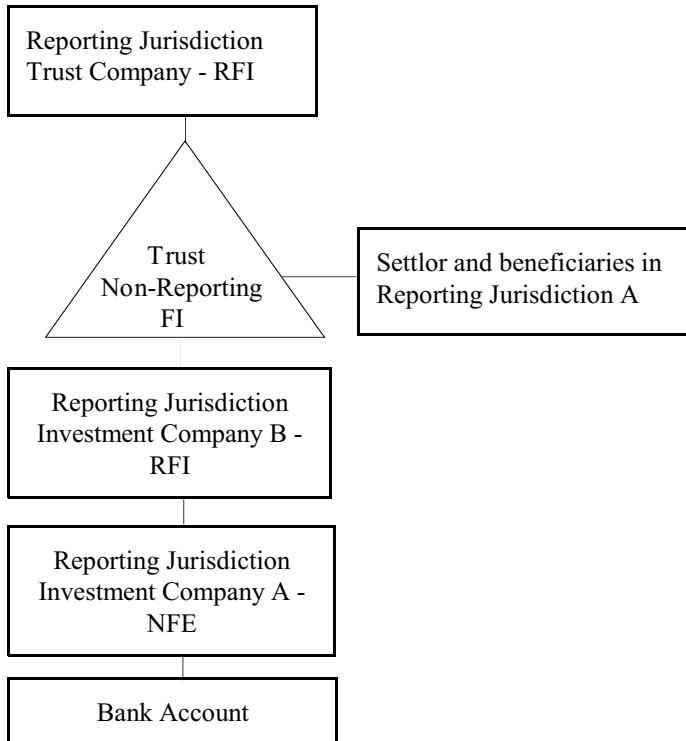 Reporting Jurisdiction
Trust Company - RFI
Trust
Non-Reporting
FI
Settlor and beneficiaries in
Reporting Jurisdiction A
Reporting Jurisdiction
Investment Company B -
RFI
Reporting Jurisdiction
Investment Company A -
NFE
Bank Account